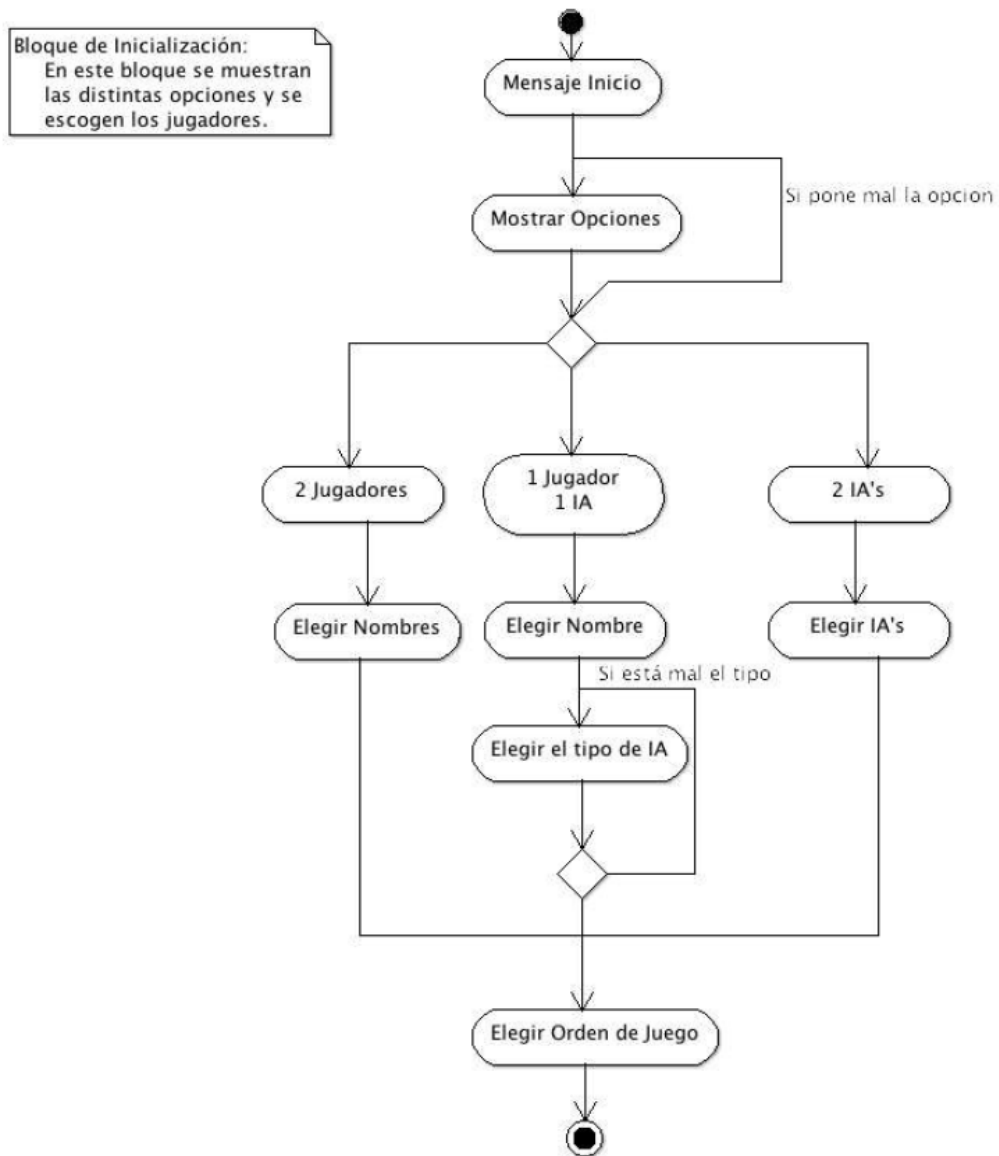 Bloque de Inicialización:
En este bloque se muestran
las distintas opciones y se
escogen los jugadores.
Mensaje Inicio
Si pone mal la opcion
Mostrar Opciones
2 Jugadores
1 Jugador
1 IA
2 IA's
Elegir Nombres
Elegir Nombre
Elegir IA's
Si está mal el tipo
Elegir el tipo de IA
Elegir Orden de Juego